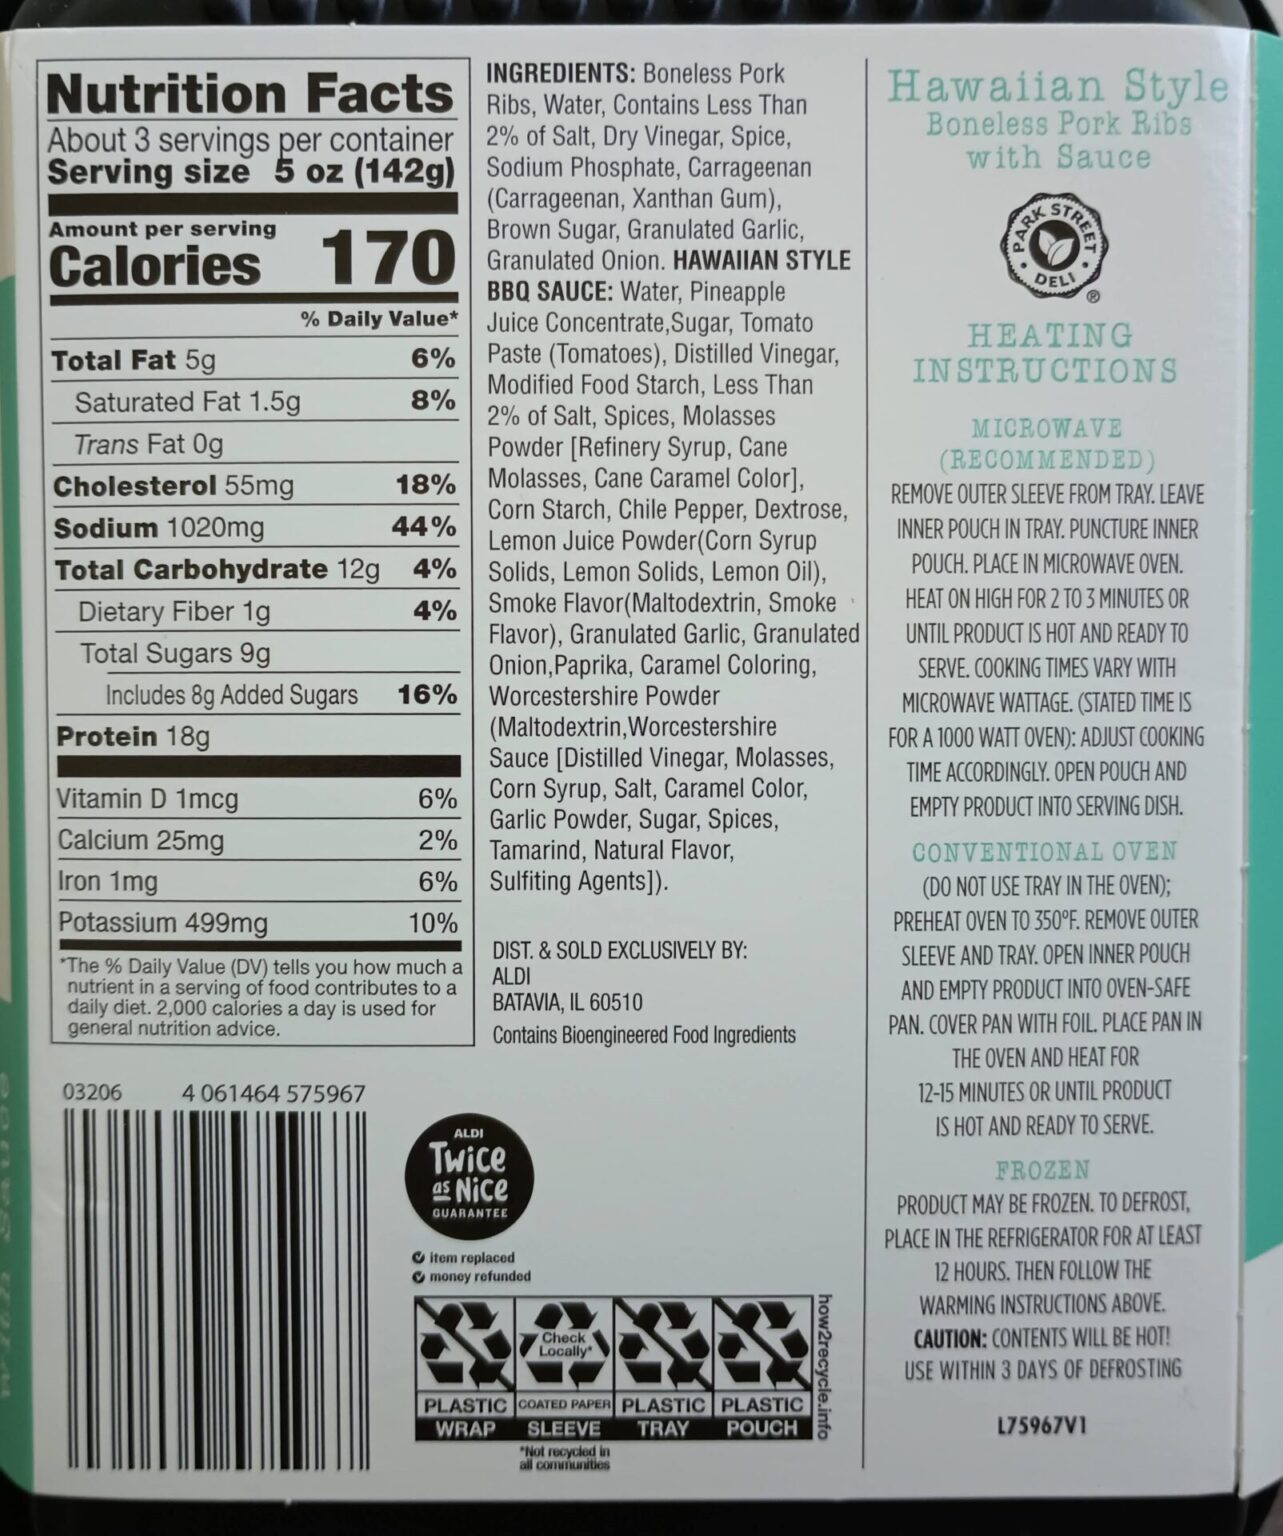 Nutrition Facts
About 3 servings per container
Serving size 5 oz (142g)
Amount per serving
Calories 170
% Daily Value*
Total Fat 5g 6%
Saturated Fat 1.5g 8%
Trans Fat 0g
Cholesterol 55mg 18%
Sodium 1020mg 44%
Total Carbohydrate 12g 4%
Dietary Fiber 1g 4%
Total Sugars 9g
Includes 8g Added Sugars 16%
Protein 18g
Vitamin D 1mcg 6%
Calcium 25mg 2%
Iron 1mg 6%
Potassium 499mg 10%
*The % Daily Value (DV) tells you how much a
nutrient in a serving of food contributes to a
daily diet. 2,000 calories a day is used for
general nutrition advice.
INGREDIENTS: Boneless Pork
Ribs, Water, Contains Less Than
2% of Salt, Dry Vinegar, Spice,
Sodium Phosphate, Carrageenan
(Carrageenan, Xanthan Gum),
Brown Sugar, Granulated Garlic,
Granulated Onion. HAWAIIAN STYLE
BBQ SAUCE: Water, Pineapple
Juice Concentrate,Sugar, Tomato
Paste (Tomatoes), Distilled Vinegar,
Modified Food Starch, Less Than
2% of Salt, Spices, Molasses
Powder [Refinery Syrup, Cane
Molasses, Cane Caramel Color],
Corn Starch, Chile Pepper, Dextrose,
Lemon Juice Powder(Corn Syrup
Solids, Lemon Solids, Lemon Oil),
Smoke Flavor(Maltodextrin, Smoke
Flavor), Granulated Garlic, Granulated
Onion,Paprika, Caramel Coloring,
Worcestershire Powder
(Maltodextrin,Worcestershire
Sauce [Distilled Vinegar, Molasses,
Corn Syrup, Salt, Caramel Color,
Garlic Powder, Sugar, Spices,
Tamarind, Natural Flavor,
Sulfiting Agents]).
DIST. & SOLD EXCLUSIVELY BY:
ALDI
BATAVIA, IL 60510
Contains Bioengineered Food Ingredients
03206 4 061464 575967
ALDI
Twice
as Nice
GUARANTEE
item replaced
money refunded
Check
Locally*
PLASTIC COATED PAPER PLASTIC PLASTIC
WRAP SLEEVE TRAY POUCH
*Not recycled in
all communities
how2recycle.info
Hawaiian Style
Boneless Pork Ribs
with Sauce
PARK STREET
DELI ®
HEATING
INSTRUCTIONS
MICROWAVE
(RECOMMENDED)
REMOVE OUTER SLEEVE FROM TRAY. LEAVE
INNER POUCH IN TRAY. PUNCTURE INNER
POUCH. PLACE IN MICROWAVE OVEN.
HEAT ON HIGH FOR 2 TO 3 MINUTES OR
UNTIL PRODUCT IS HOT AND READY TO
SERVE. COOKING TIMES VARY WITH
MICROWAVE WATTAGE. (STATED TIME IS
FOR A 1000 WATT OVEN): ADJUST COOKING
TIME ACCORDINGLY. OPEN POUCH AND
EMPTY PRODUCT INTO SERVING DISH.
CONVENTIONAL OVEN
(DO NOT USE TRAY IN THE OVEN);
PREHEAT OVEN TO 350°F. REMOVE OUTER
SLEEVE AND TRAY. OPEN INNER POUCH
AND EMPTY PRODUCT INTO OVEN-SAFE
PAN. COVER PAN WITH FOIL. PLACE PAN IN
THE OVEN AND HEAT FOR
12-15 MINUTES OR UNTIL PRODUCT
IS HOT AND READY TO SERVE.
FROZEN
PRODUCT MAY BE FROZEN. TO DEFROST,
PLACE IN THE REFRIGERATOR FOR AT LEAST
12 HOURS. THEN FOLLOW THE
WARMING INSTRUCTIONS ABOVE.
CAUTION: CONTENTS WILL BE HOT!
USE WITHIN 3 DAYS OF DEFROSTING
L75967V1
with Sauce